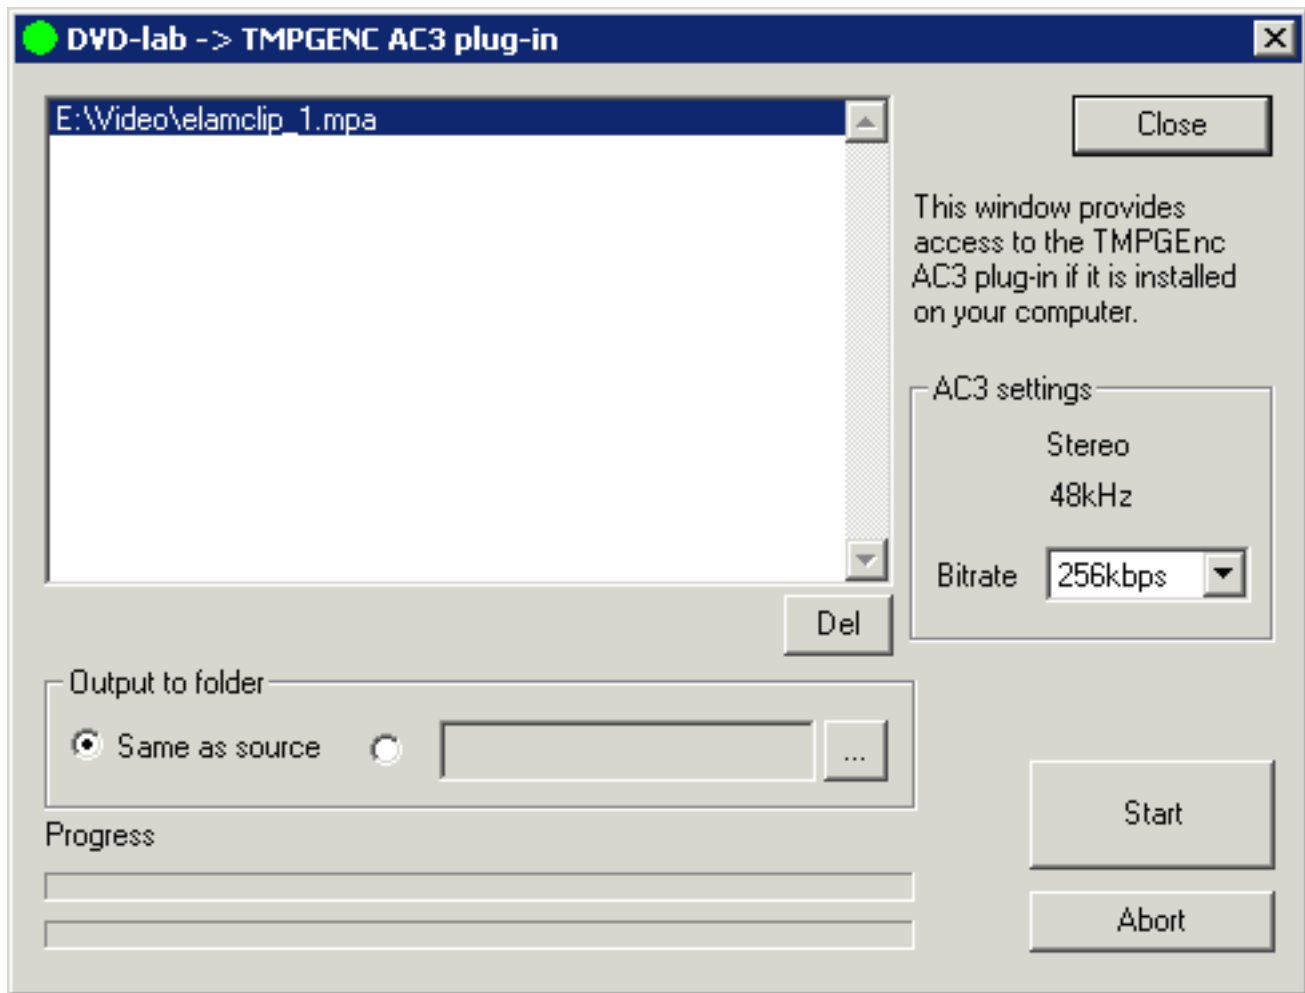 DVD-lab -> TMPGENC AC3 plug-in
E:\Video\elamclip_1.mpa
Close
This window provides
access to the TMPGEnc
AC3 plug-in if it is installed
on your computer.
AC3 settings
Stereo
48kHz
Bitrate 256kbps
Del
Output to folder
Same as source ...
Progress
Start
Abort